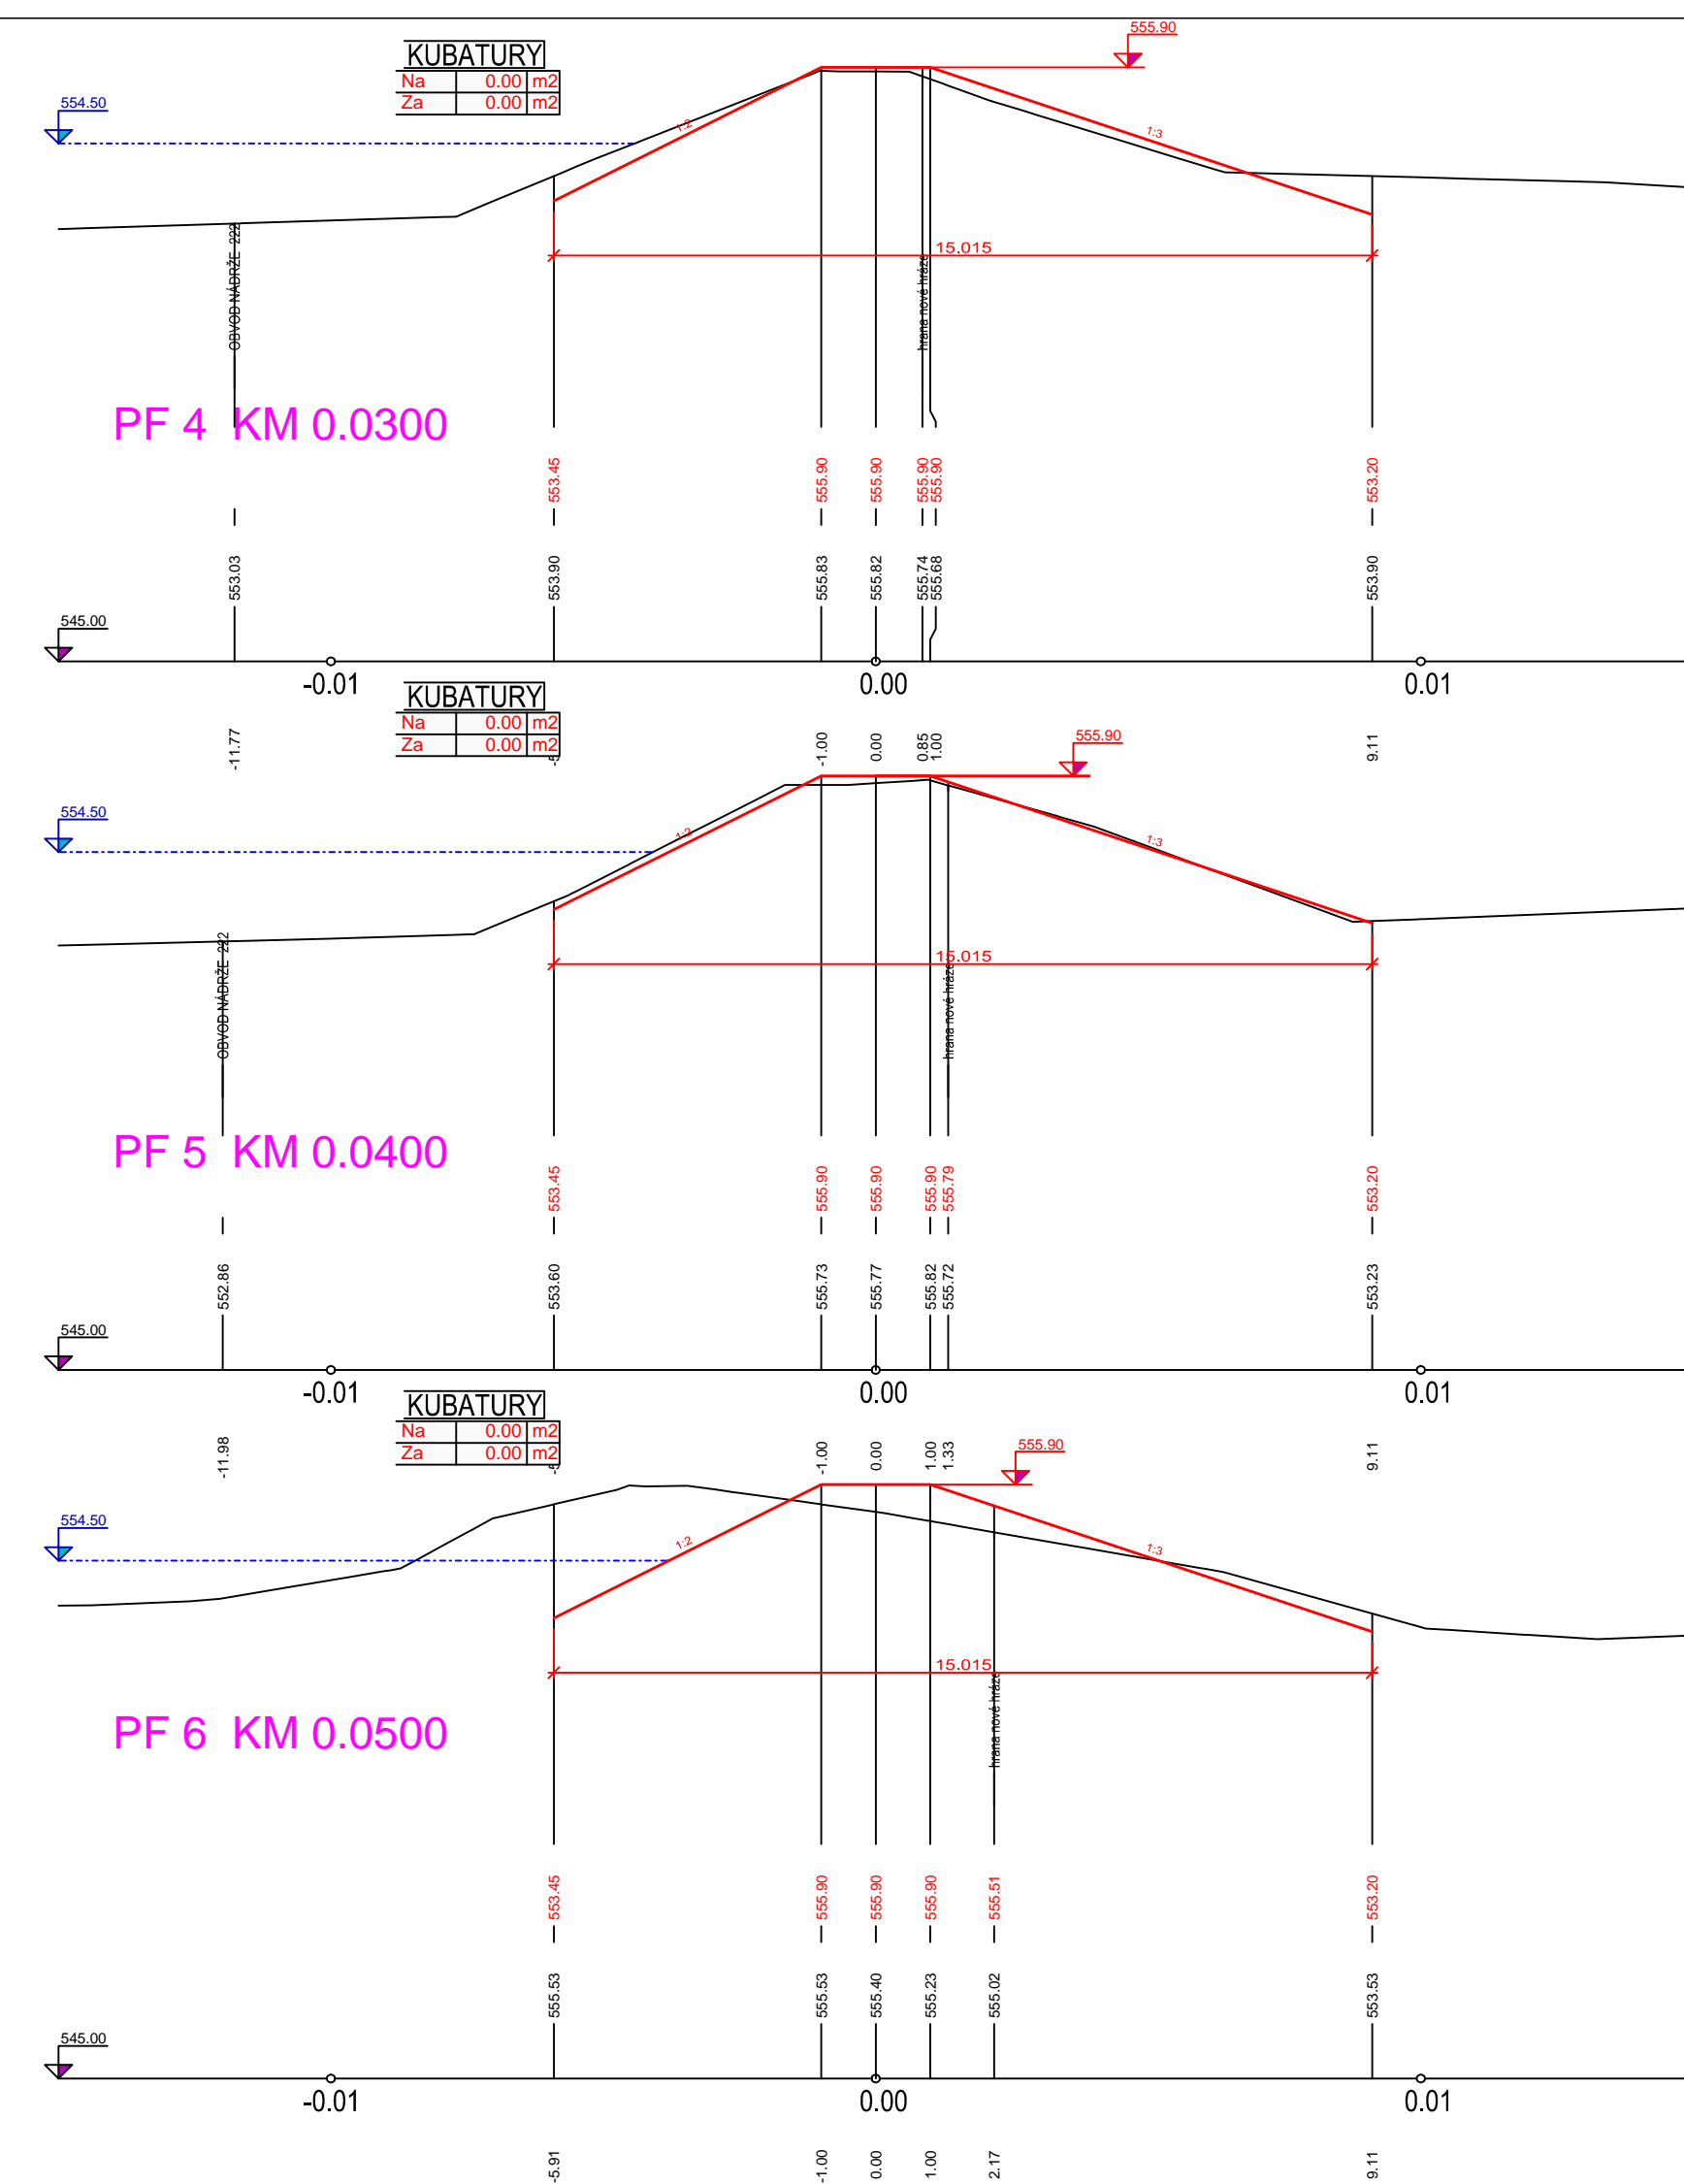 555.90
KUBATURY
Na 0.00 m2
Za 0.00 m2
554.50
1:2
1:3
15.015
OBVOD NÁDRŽE 222
hrana nové hráze
PF 4 KM 0.0300
553.45 555.90 555.90 555.90 555.90 553.20
553.03 553.90 555.83 555.82 555.74 555.68 553.90
545.00
-0.01 0.00 0.01
-11.77 -1.00 0.00 0.85 1.00 9.11
KUBATURY
Na 0.00 m2
Za 0.00 m2
555.90
554.50
1:2
1:3
15.015
OBVOD NÁDRŽE 222
hrana nové hráze
PF 5 KM 0.0400
553.45 555.90 555.90 555.90 555.79 553.20
552.86 553.60 555.73 555.77 555.82 555.72 553.23
545.00
-0.01 0.00 0.01
-11.98 -1.00 0.00 1.00 1.33 9.11
KUBATURY
Na 0.00 m2
Za 0.00 m2
555.90
554.50
1:2
1:3
15.015
hrana nové hráze
PF 6 KM 0.0500
553.45 555.90 555.90 555.90 555.51 553.20
555.53 555.53 555.40 555.23 555.02 553.53
545.00
-0.01 0.00 0.01
-5.91 -1.00 0.00 1.00 2.17 9.11